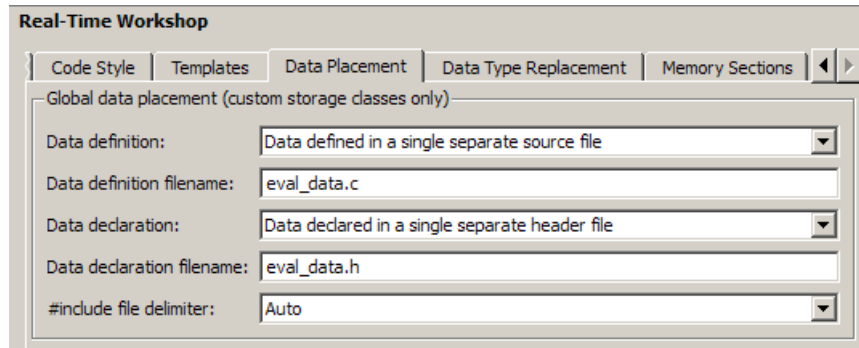 Real-Time Workshop
Code Style Templates Data Placement Data Type Replacement Memory Sections
Global data placement (custom storage classes only)
Data definition: Data defined in a single separate source file
Data definition filename: eval_data.c
Data declaration: Data declared in a single separate header file
Data declaration filename: eval_data.h
#include file delimiter: Auto